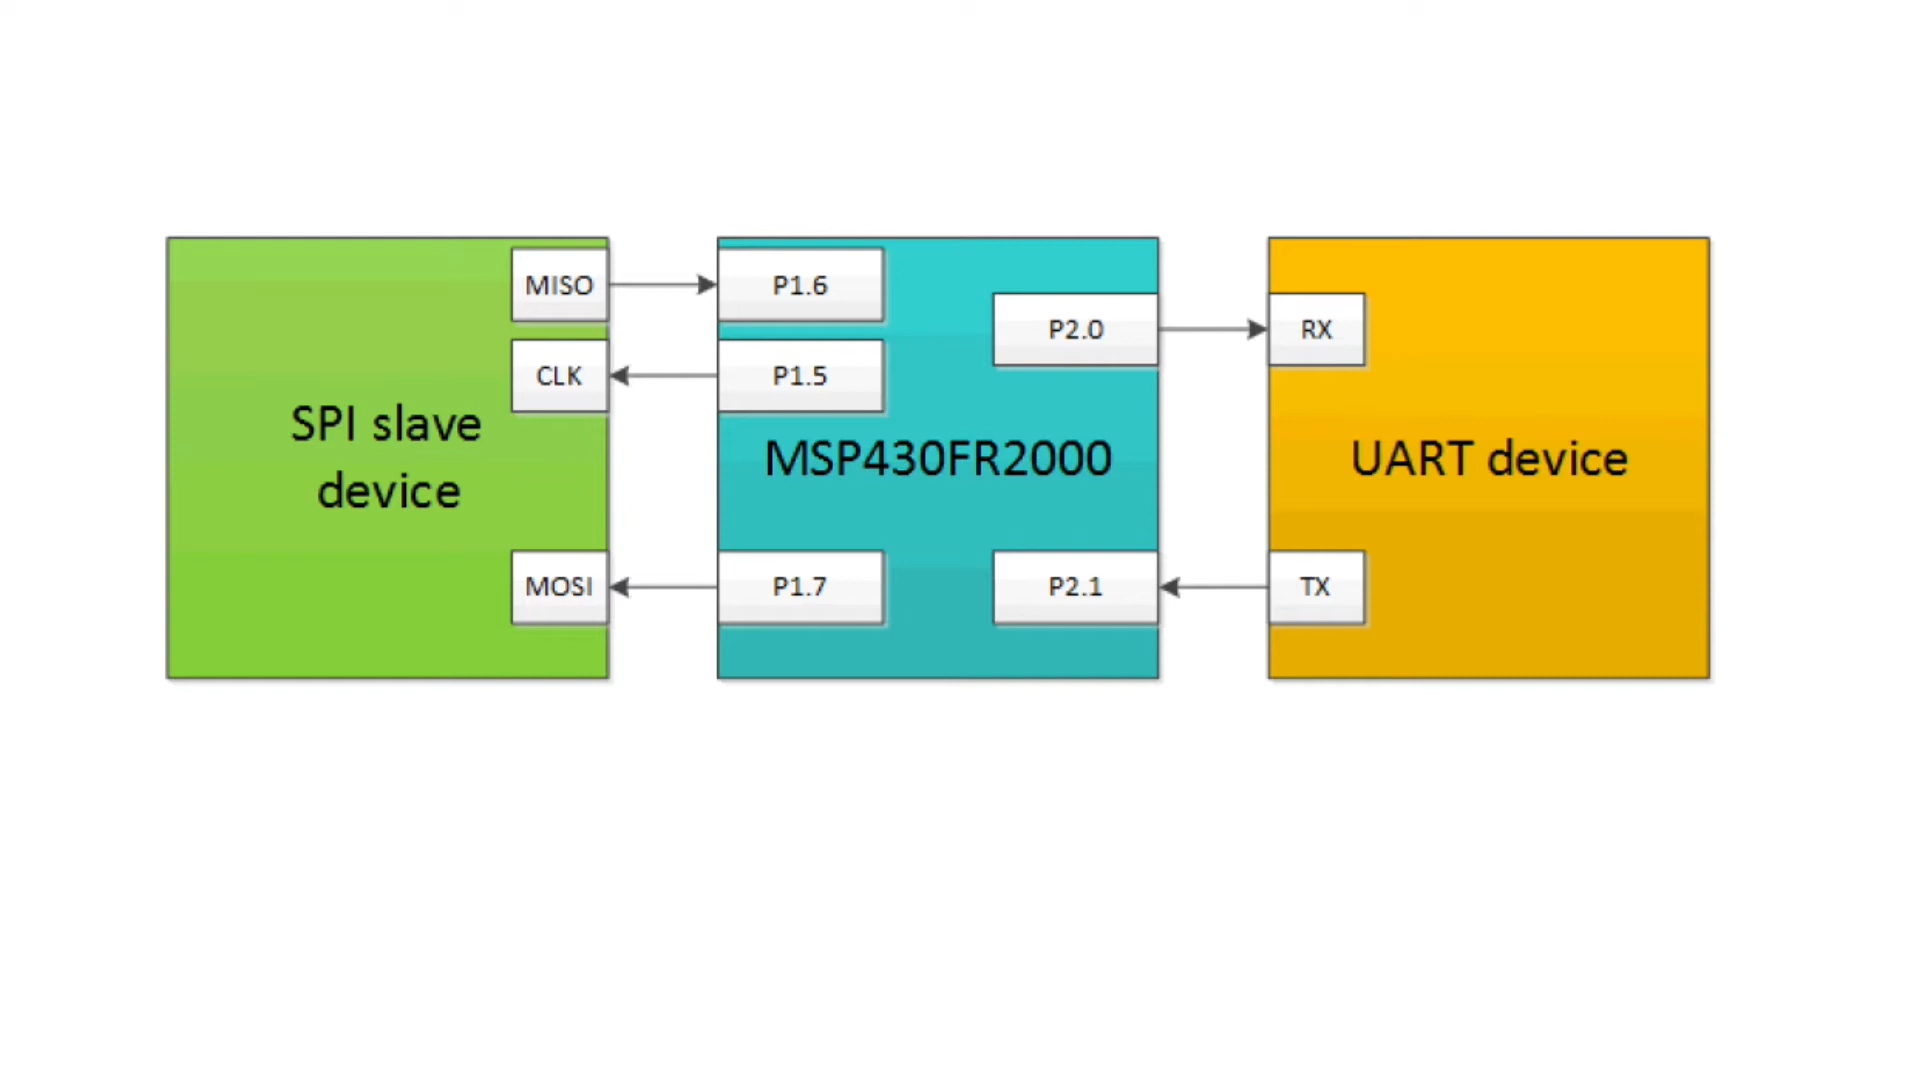 MISO
P1.6
P2.0
RX
CLK
P1.5
SPI slave
device
MSP430FR2000
UART device
MOSI
P1.7
P2.1
TX